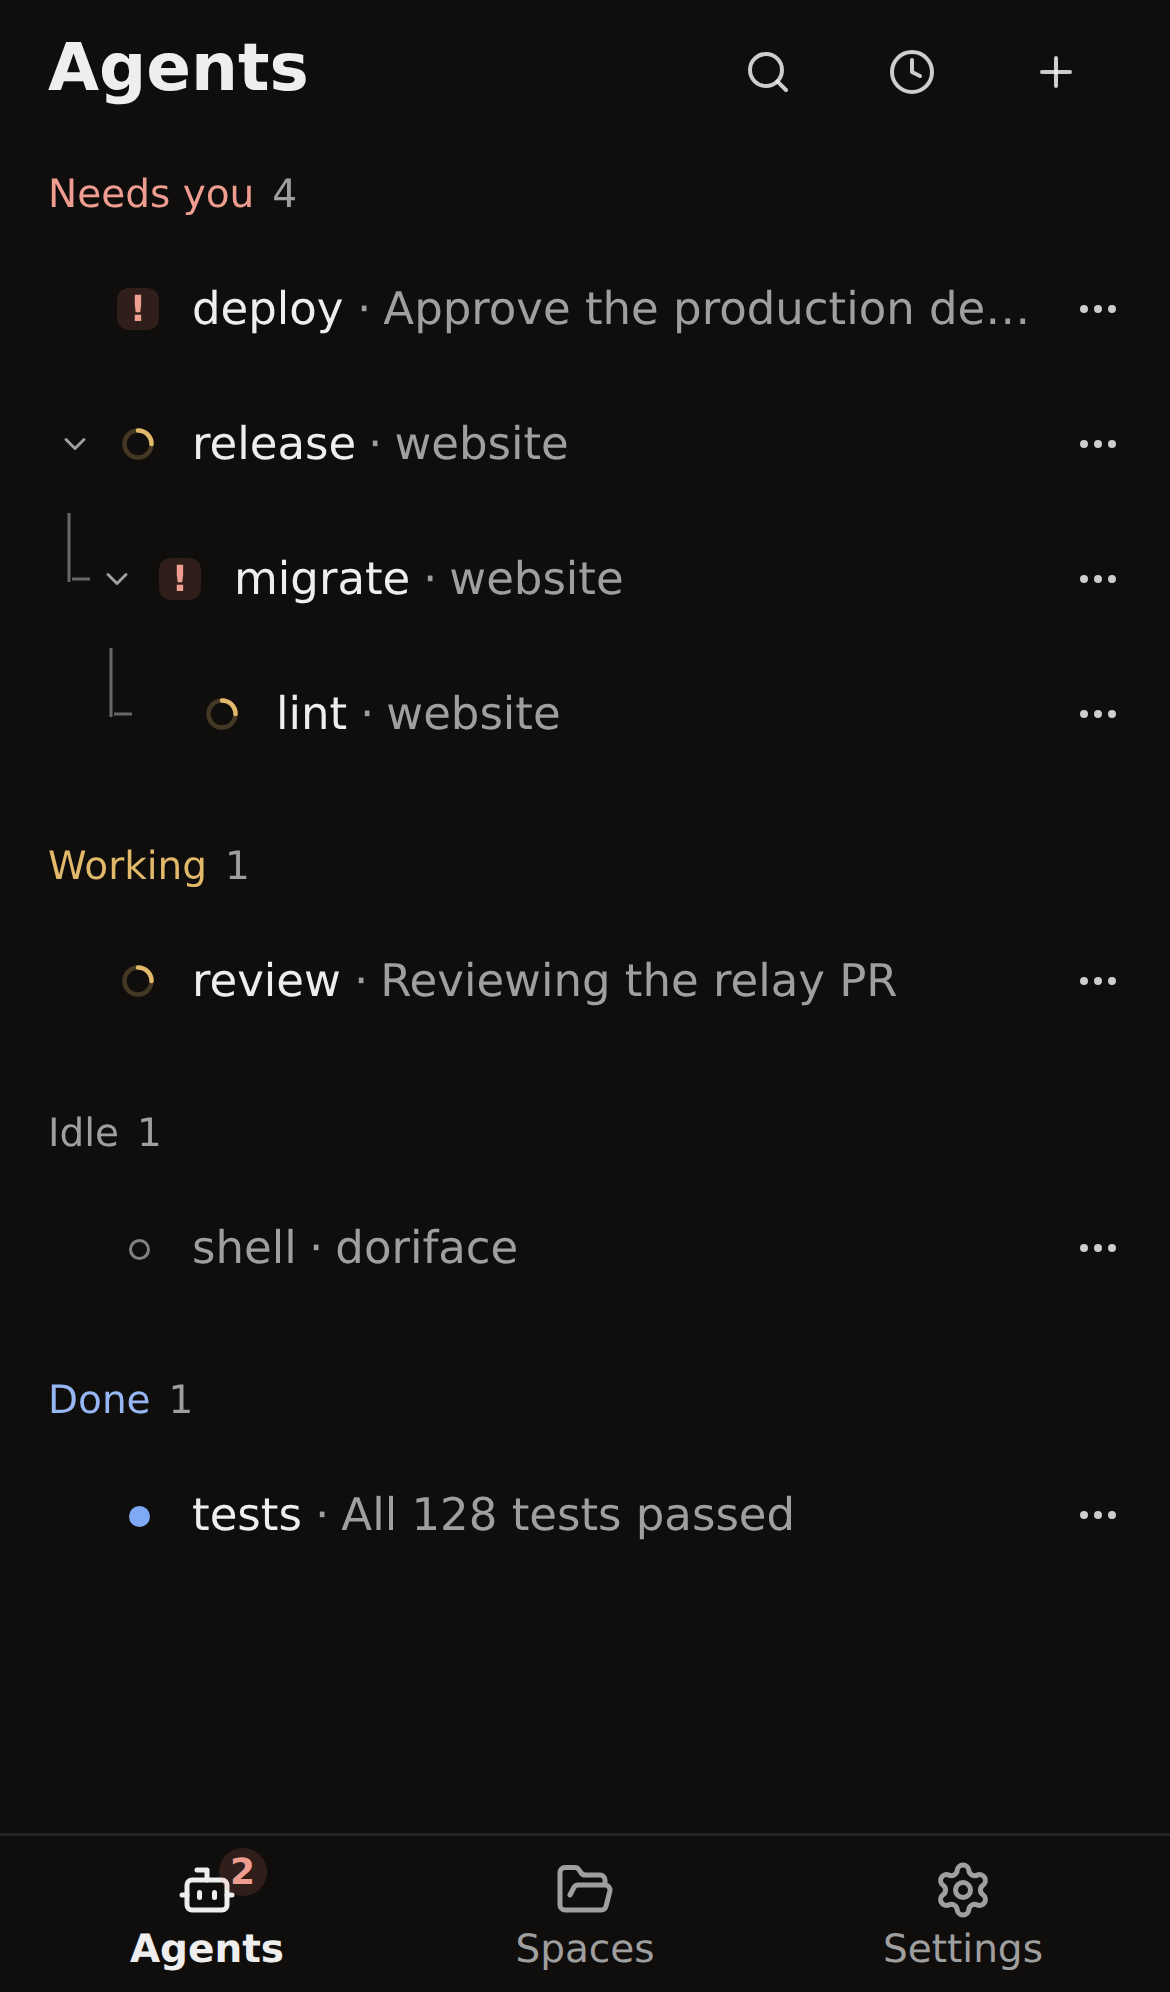 Agents
Needs you 4
! deploy · Approve the production de...
release · website
! migrate · website
lint · website
Working 1
review · Reviewing the relay PR
Idle 1
shell · doriface
Done 1
tests · All 128 tests passed
2
Agents Spaces Settings